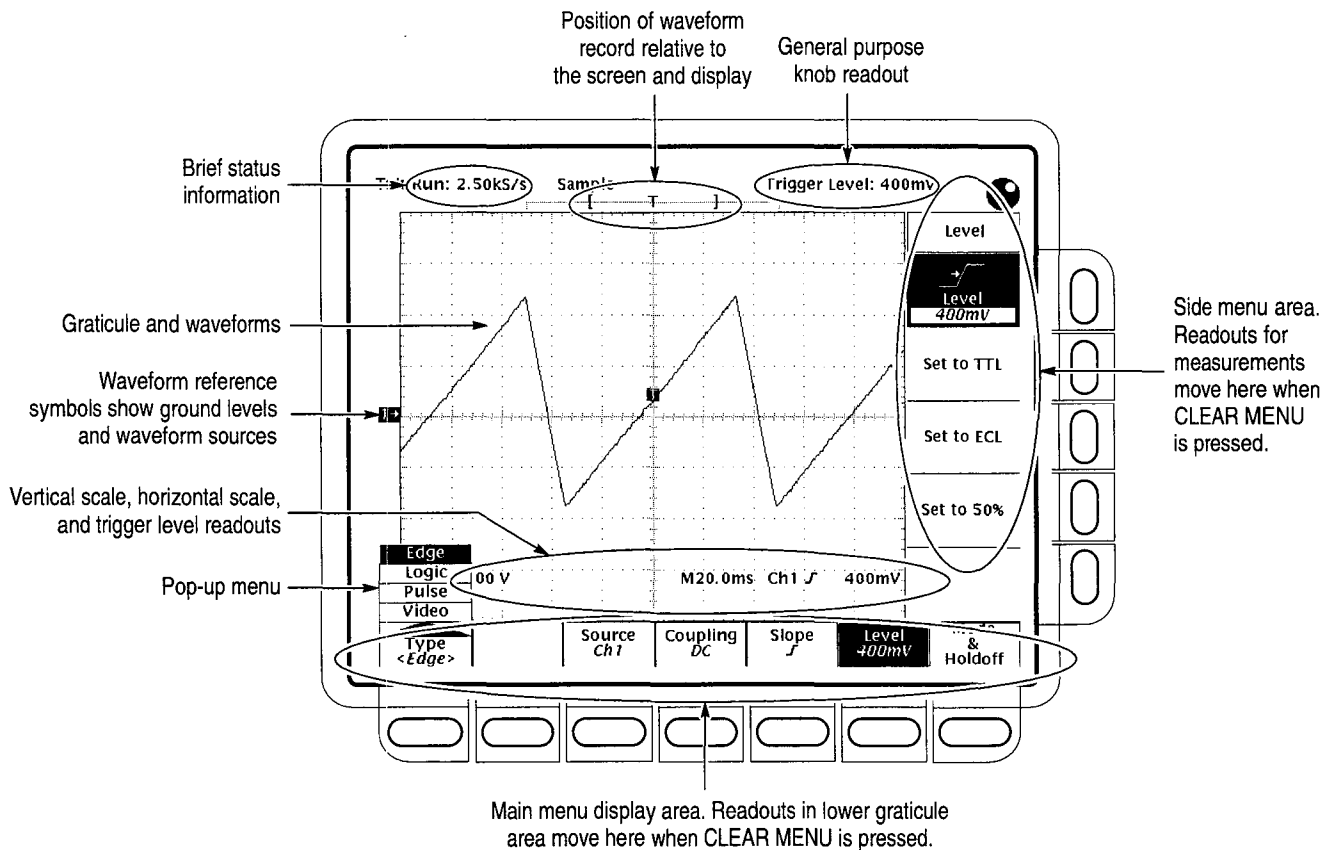 Position of waveform
record relative to
the screen and display
General purpose
knob readout
Brief status
information
Run: 2.50kS/s
Sample
Trigger Level: 400mV
[ T ]
Level
Level
400mV
Set to TTL
Set to ECL
Set to 50%
Side menu area.
Readouts for
measurements
move here when
CLEAR MENU
is pressed.
Graticule and waveforms
Waveform reference
symbols show ground levels
and waveform sources
1
T
Vertical scale, horizontal scale,
and trigger level readouts
Pop-up menu
Edge
Logic
Pulse
Video
00 V
M20.0ms Ch1 400mV
Type
<Edge>
Source
Ch1
Coupling
DC
Slope
Level
400mV
&
Holdoff
Main menu display area. Readouts in lower graticule
area move here when CLEAR MENU is pressed.